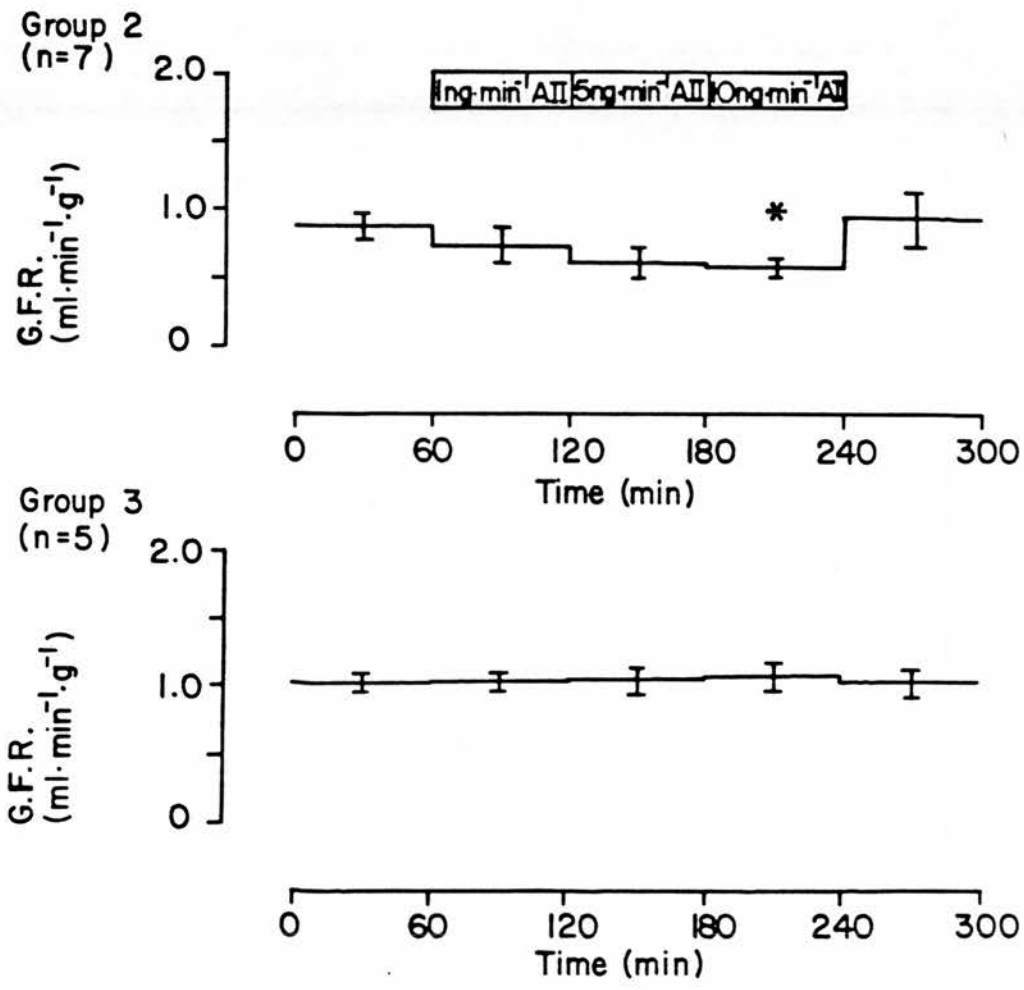 Group 2
(n=7)
2.0
1ng·min⁻¹ AII 5ng·min⁻¹ AII 10ng·min⁻¹ AII
1.0
*
0
G.F.R.
(ml·min⁻¹·g⁻¹)
0 60 120 180 240 300
Time (min)
Group 3
(n=5)
2.0
1.0
0
G.F.R.
(ml·min⁻¹·g⁻¹)
0 60 120 180 240 300
Time (min)